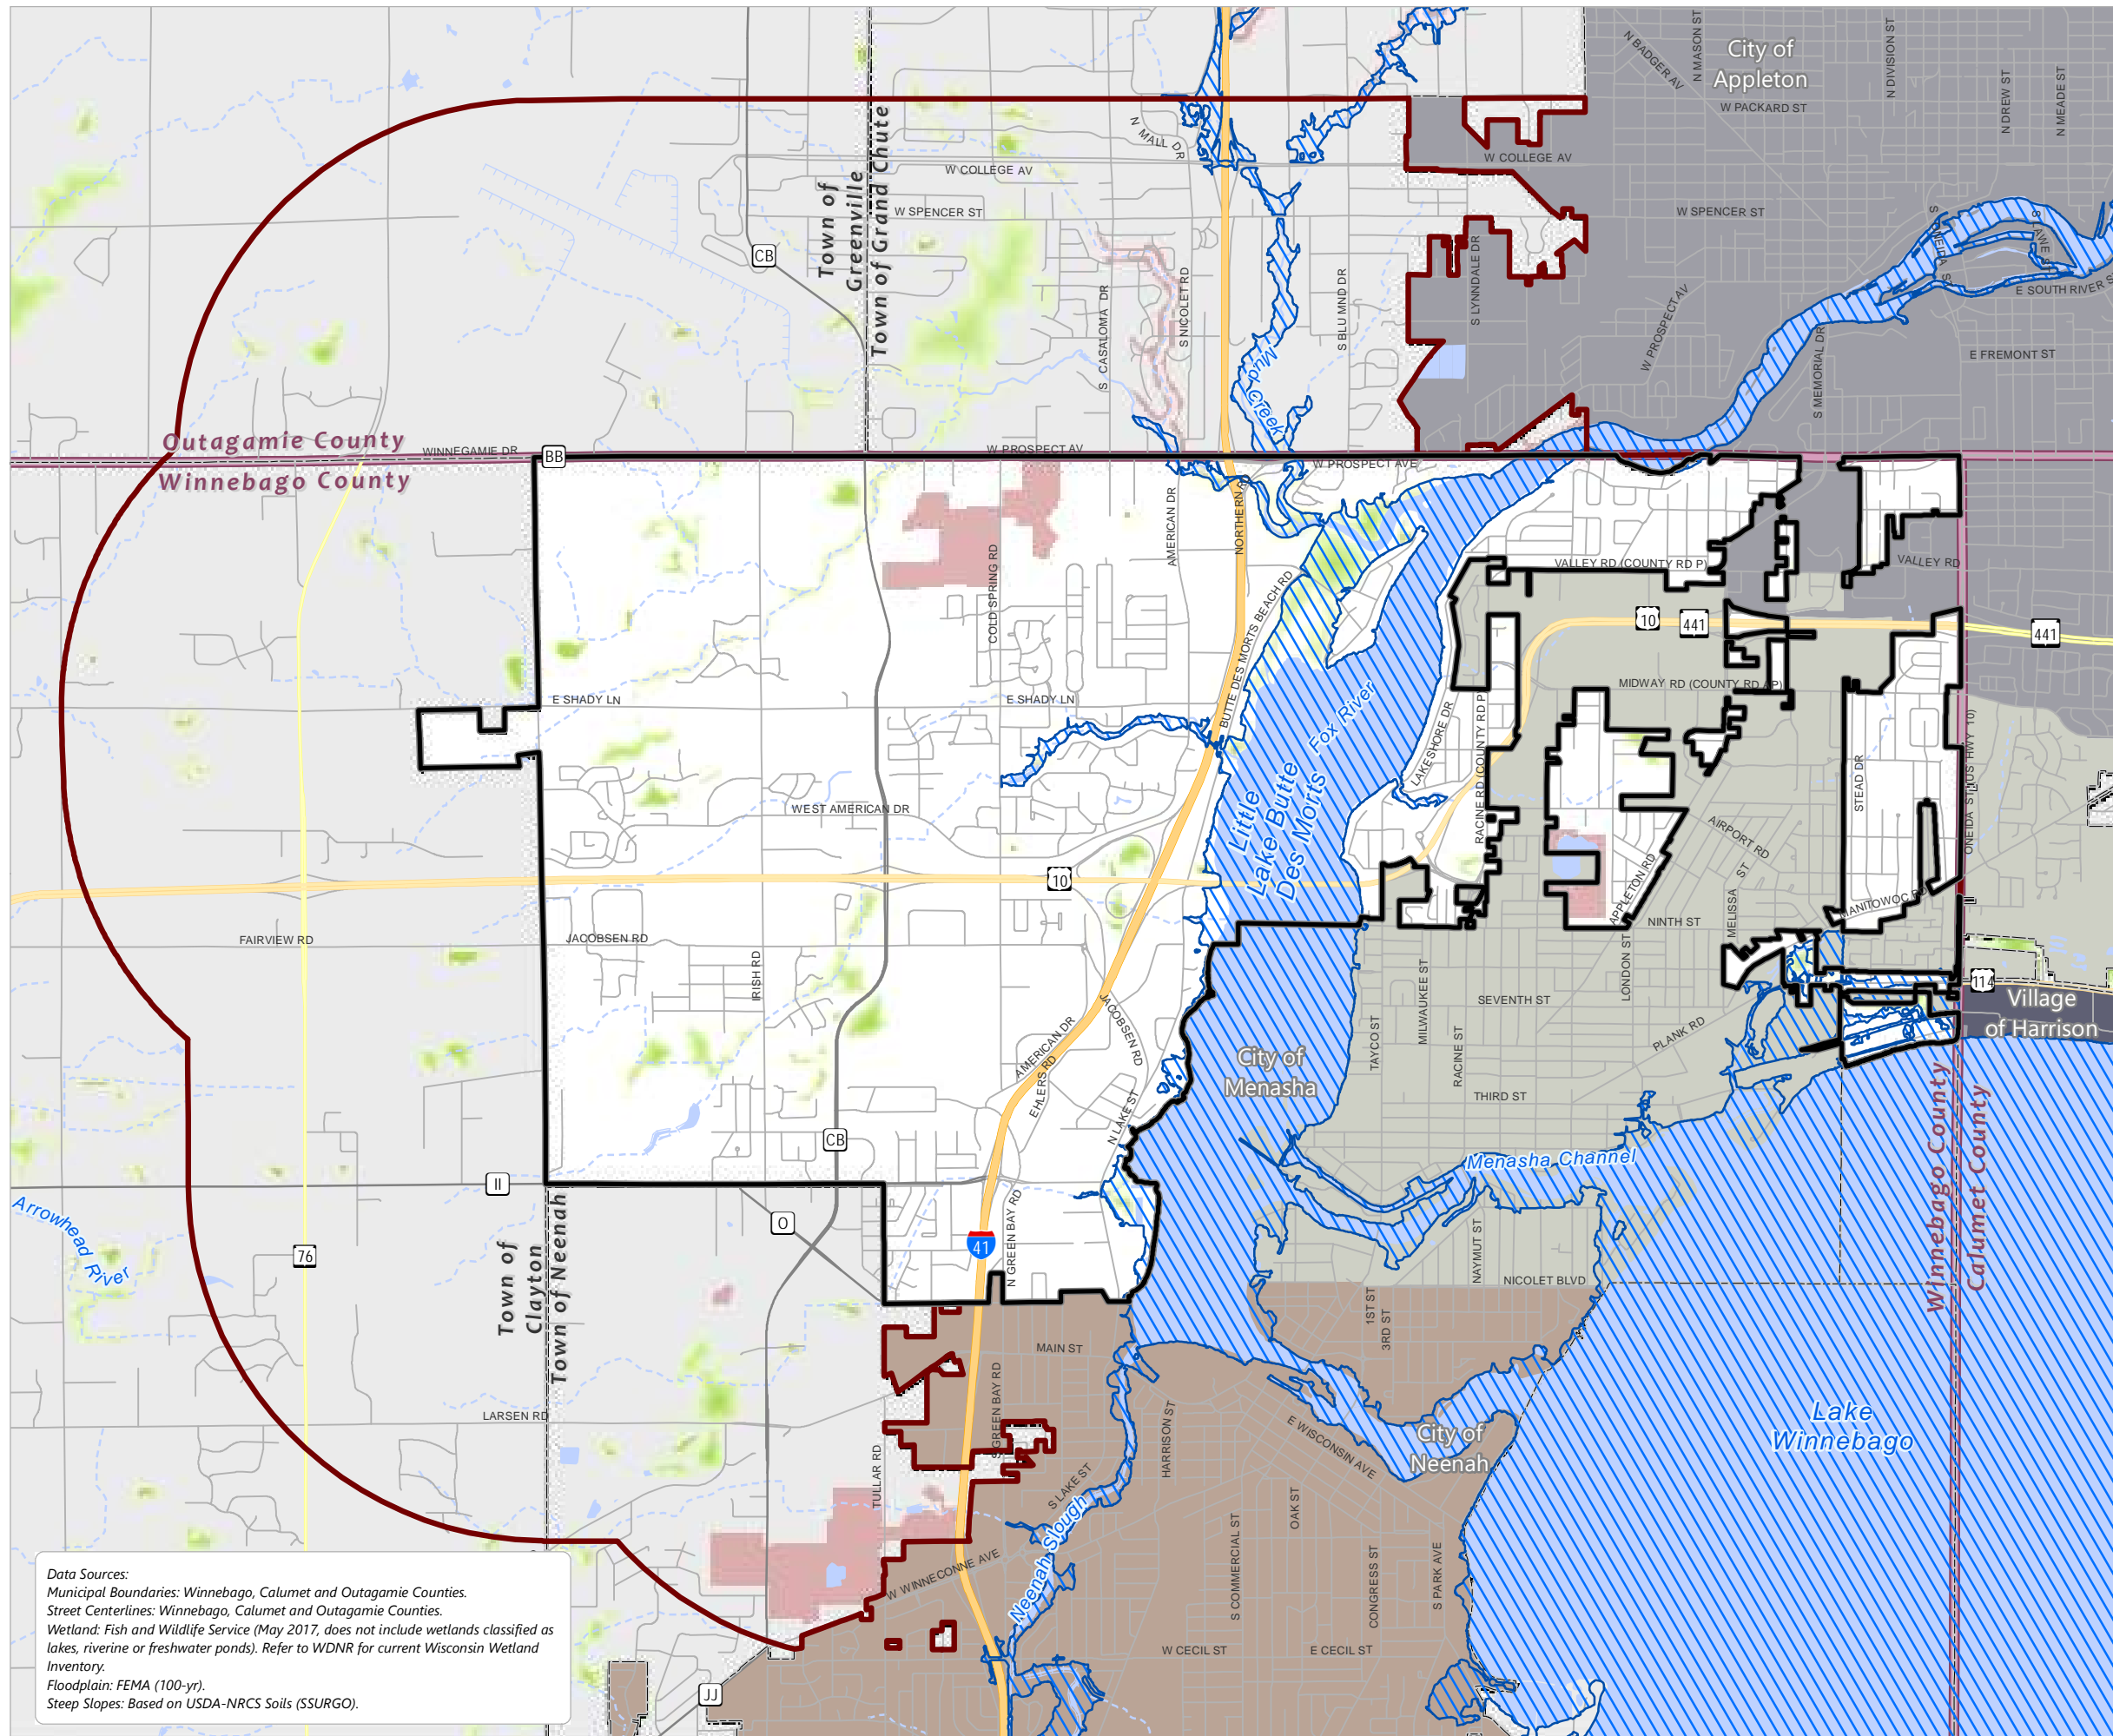 City of
Appleton
N BADGER AV
N MASON ST
N DIVISION ST
N DREW ST
N MEADE ST
W PACKARD ST
N MALL DR
W COLLEGE AV
W COLLEGE AV
Town of
Greenville
Town of Grand Chute
W SPENCER ST
W SPENCER ST
CB
S CASALOMA DR
S NICOLET RD
S BLUMND DR
S LYNNDALE DR
W PROSPECT AV
S MEMORIAL DR
S ONEIDA ST
S LAWE ST
E SOUTH RIVER S
E FREMONT ST
Mud
Creek
Outagamie County
Winnebago County
WINNEGAMIE DR
BB
W PROSPECT AV
W PROSPECT AVE
AMERICAN DR
NORTHERN
COLD SPRING RD
BUTTE DES MORTS BEACH RD
VALLEY RD (COUNTY RD P)
VALLEY RD
10
441
441
MIDWAY RD (COUNTY RD AP)
E SHADY LN
E SHADY LN
Fox River
LAKESHORE DR
RACINE RD (COUNTY RD P)
ONEIDA ST (US HWY 10)
STEAD DR
WEST AMERICAN DR
Little
Lake Butte
Des Morts
AIRPORT RD
10
APPLETON RD
MELISSA
ST
MANITOWOC RD
NINTH ST
FAIRVIEW RD
JACOBSEN RD
IRISH RD
LONDON ST
MILWAUKEE ST
SEVENTH ST
114
Village
of Harrison
JACOBSEN RD
AMERICAN DR
EHLERS RD
TAYCO ST
RACINE ST
PLANK RD
City of
Menasha
THIRD ST
N LAKE ST
CB
Menasha Channel
Winnebago County
Calumet County
II
O
Arrowhead
River
76
Town of
Clayton
Town of Neenah
41
N GREEN BAY RD
NAYMUT ST
NICOLET BLVD
1ST ST
3RD ST
MAIN ST
S GREEN BAY RD
LARSEN RD
TULLAR RD
S LAKE ST
HARRISON ST
E WISCONSIN AVE
City of
Neenah
Lake
Winnebago
Neenah Slough
OAK ST
S COMMERCIAL ST
CONGRESS ST
S PARK AVE
W WINNECONNE AVE
W CECIL ST
E CECIL ST
JJ
Data Sources:
Municipal Boundaries: Winnebago, Calumet and Outagamie Counties.
Street Centerlines: Winnebago, Calumet and Outagamie Counties.
Wetland: Fish and Wildlife Service (May 2017, does not include wetlands classified as
lakes, riverine or freshwater ponds). Refer to WDNR for current Wisconsin Wetland
Inventory.
Floodplain: FEMA (100-yr).
Steep Slopes: Based on USDA-NRCS Soils (SSURGO).